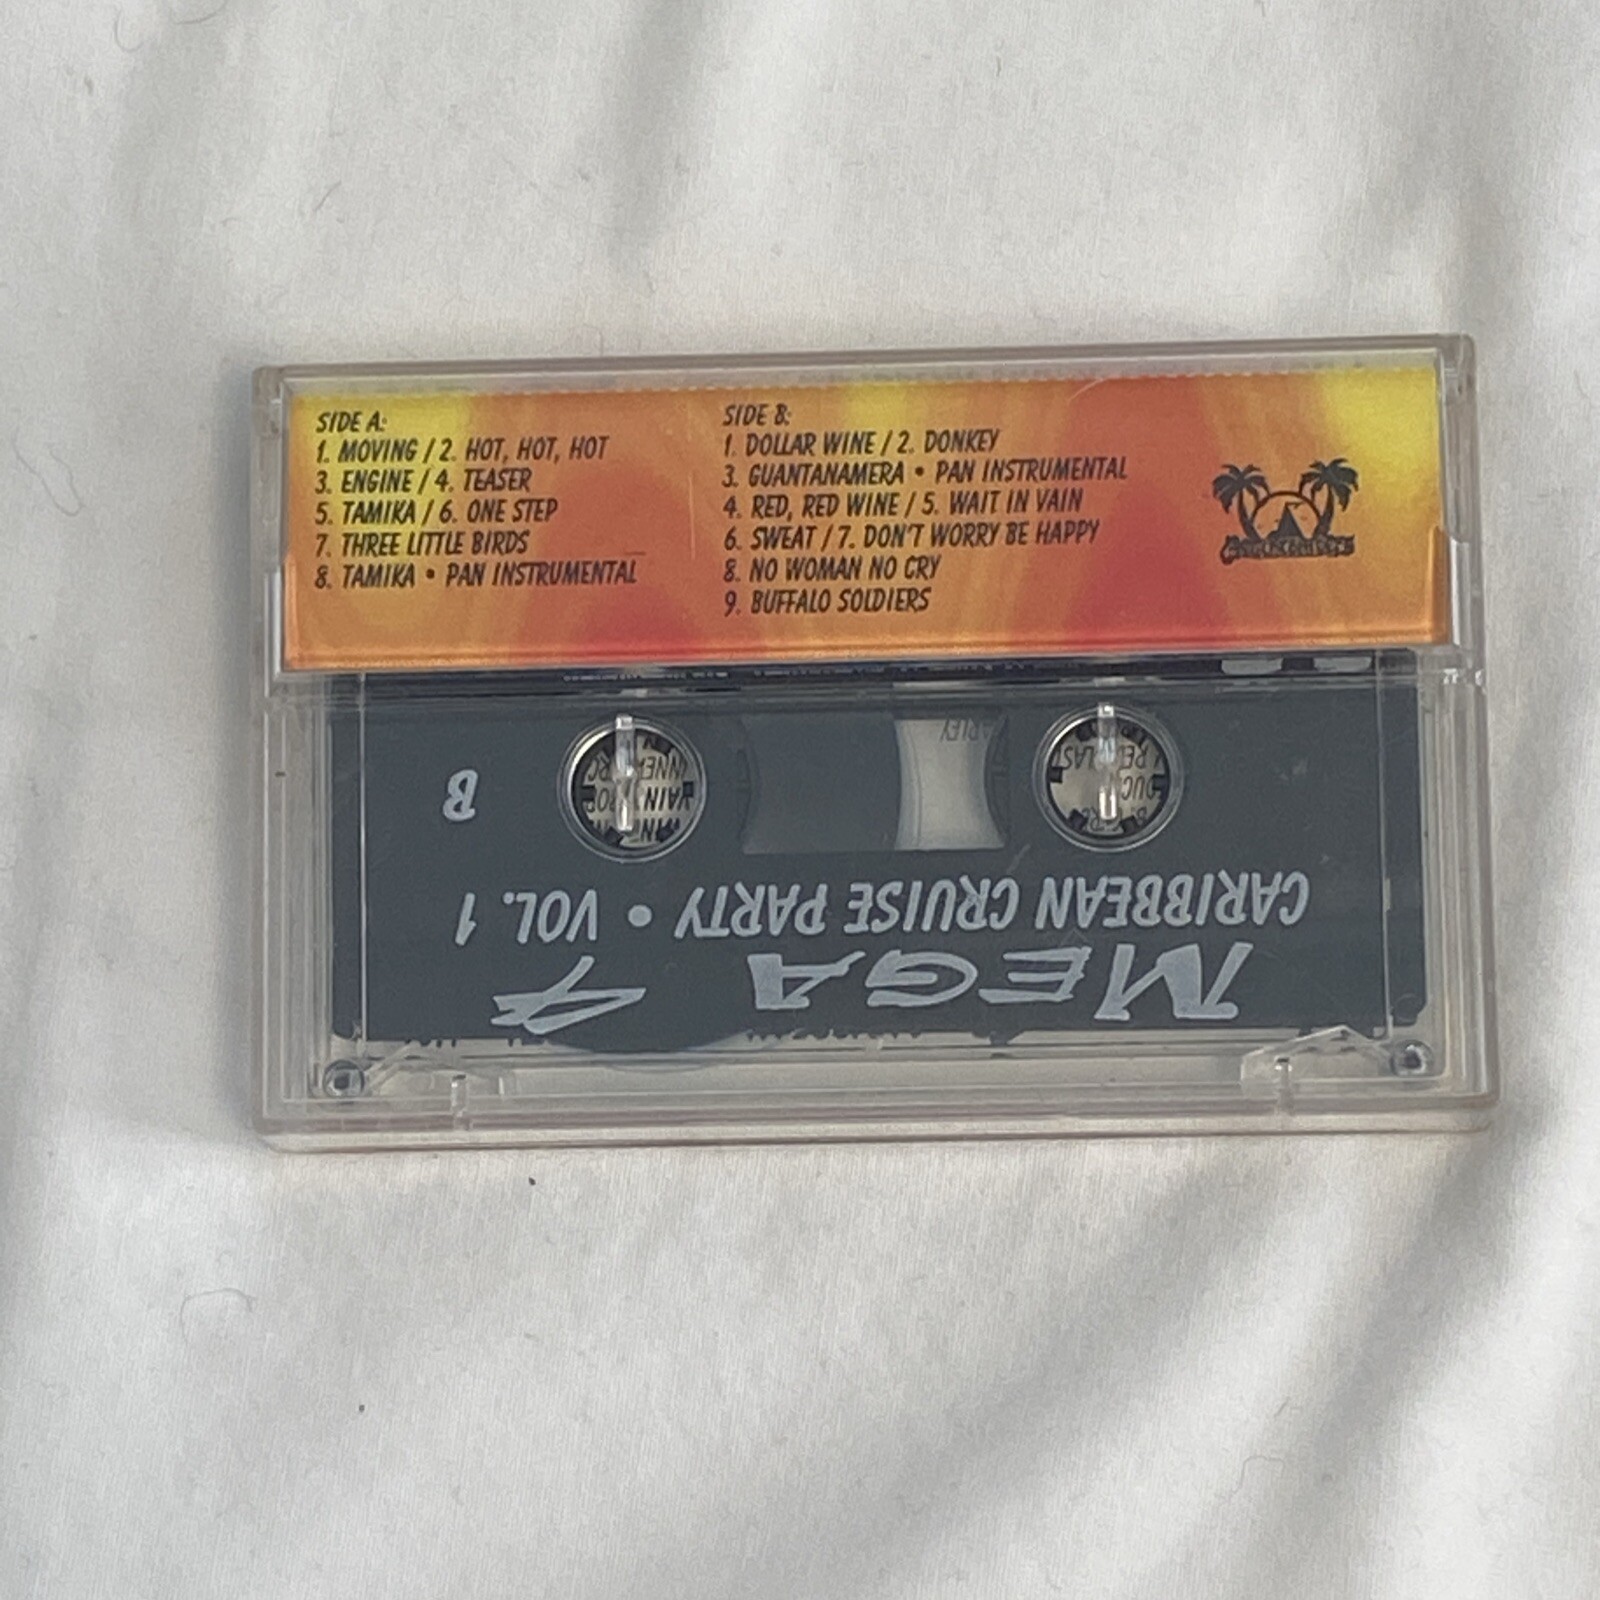 SIDE A:
1. MOVING / 2. HOT, HOT, HOT
3. ENGINE / 4. TEASER
5. TAMIKA / 6. ONE STEP
7. THREE LITTLE BIRDS
8. TAMIKA • PAN INSTRUMENTAL
SIDE B:
1. DOLLAR WINE / 2. DONKEY
3. GUANTANAMERA • PAN INSTRUMENTAL
4. RED, RED WINE / 5. WAIT IN VAIN
6. SWEAT / 7. DON'T WORRY BE HAPPY
8. NO WOMAN NO CRY
9. BUFFALO SOLDIERS
MEGA 4
CARIBBEAN CRUISE PARTY • VOL. 1
B